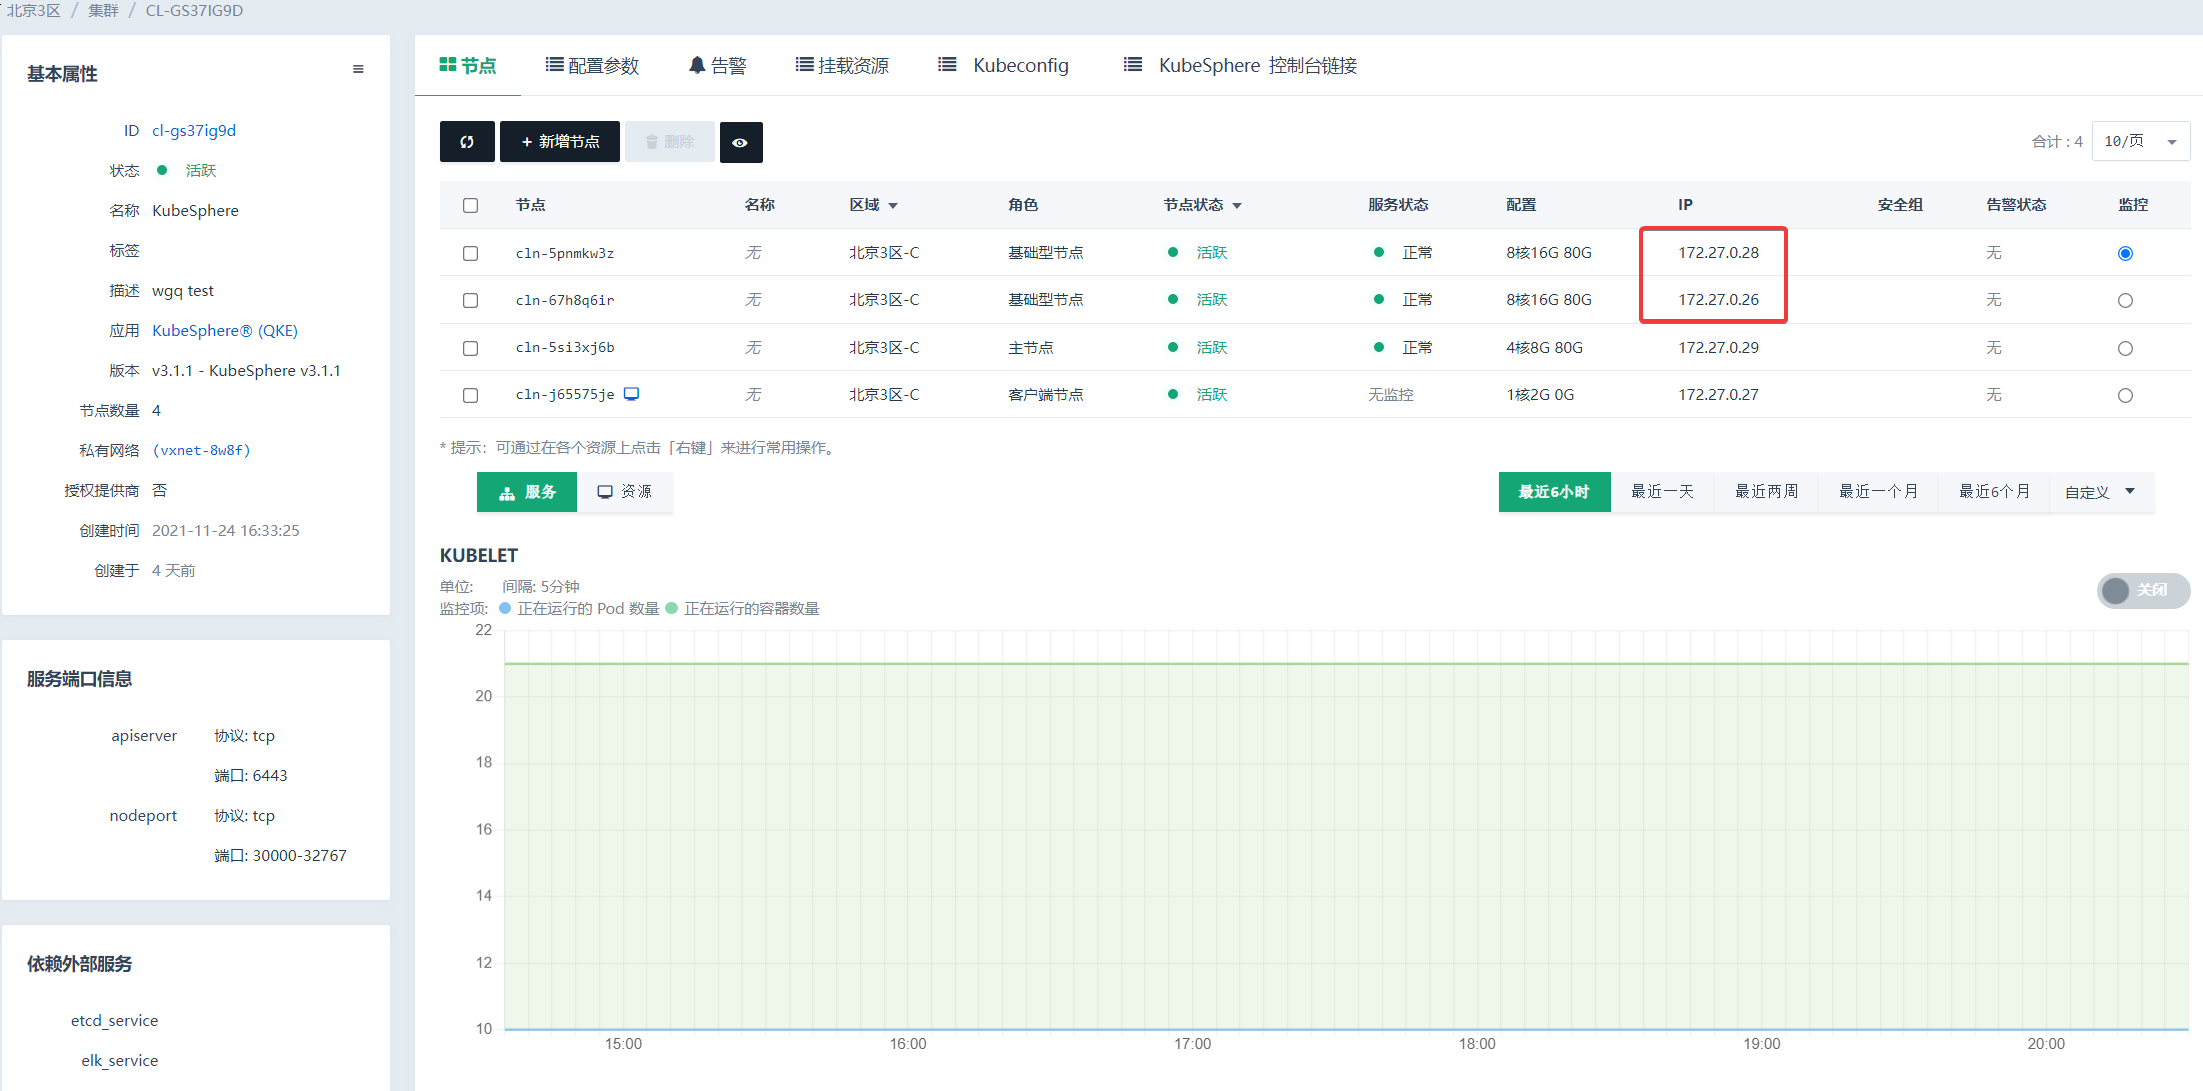 北京3区 / 集群 / CL-GS37IG9D
基本属性
ID cl-gs37ig9d
状态 活跃
名称 KubeSphere
标签
描述 wgq test
应用 KubeSphere® (QKE)
版本 v3.1.1 - KubeSphere v3.1.1
节点数量 4
私有网络 (vxnet-8w8f)
授权提供商 否
创建时间 2021-11-24 16:33:25
创建于 4 天前
服务端口信息
apiserver 协议: tcp
端口: 6443
nodeport 协议: tcp
端口: 30000-32767
依赖外部服务
etcd_service
elk_service
节点 配置参数 告警 挂载资源 Kubeconfig KubeSphere 控制台链接
+ 新增节点 删除 合计 : 4 10/页
节点 名称 区域 角色 节点状态 服务状态 配置 IP 安全组 告警状态 监控
cln-5pnmkw3z 无 北京3区-C 基础型节点 活跃 正常 8核16G 80G 172.27.0.28 无
cln-67h8q6ir 无 北京3区-C 基础型节点 活跃 正常 8核16G 80G 172.27.0.26 无
cln-5si3xj6b 无 北京3区-C 主节点 活跃 正常 4核8G 80G 172.27.0.29 无
cln-j65575je 无 北京3区-C 客户端节点 活跃 无监控 1核2G 0G 172.27.0.27 无
* 提示：可通过在各个资源上点击「右键」来进行常用操作。
服务 资源 最近6小时 最近一天 最近两周 最近一个月 最近6个月 自定义
KUBELET
单位: 间隔: 5分钟
关闭
监控项: 正在运行的 Pod 数量 正在运行的容器数量
22
20
18
16
14
12
10
15:00 16:00 17:00 18:00 19:00 20:00